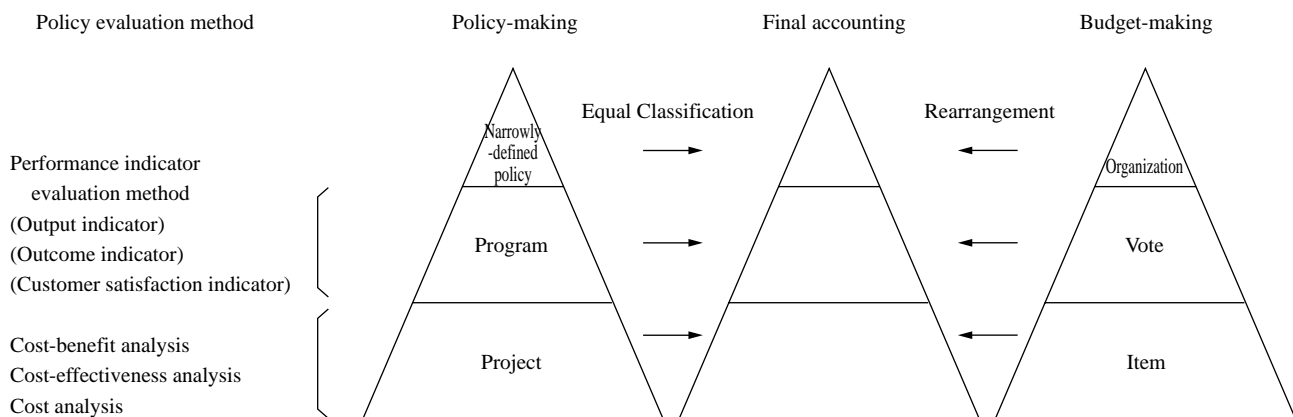 Policy evaluation method
Policy-making
Final accounting
Budget-making
Equal Classification
Rearrangement
Narrowly
-defined
policy
Organization
Performance indicator
evaluation method
(Output indicator)
(Outcome indicator)
(Customer satisfaction indicator)
Program
Vote
Cost-benefit analysis
Cost-effectiveness analysis
Cost analysis
Project
Item